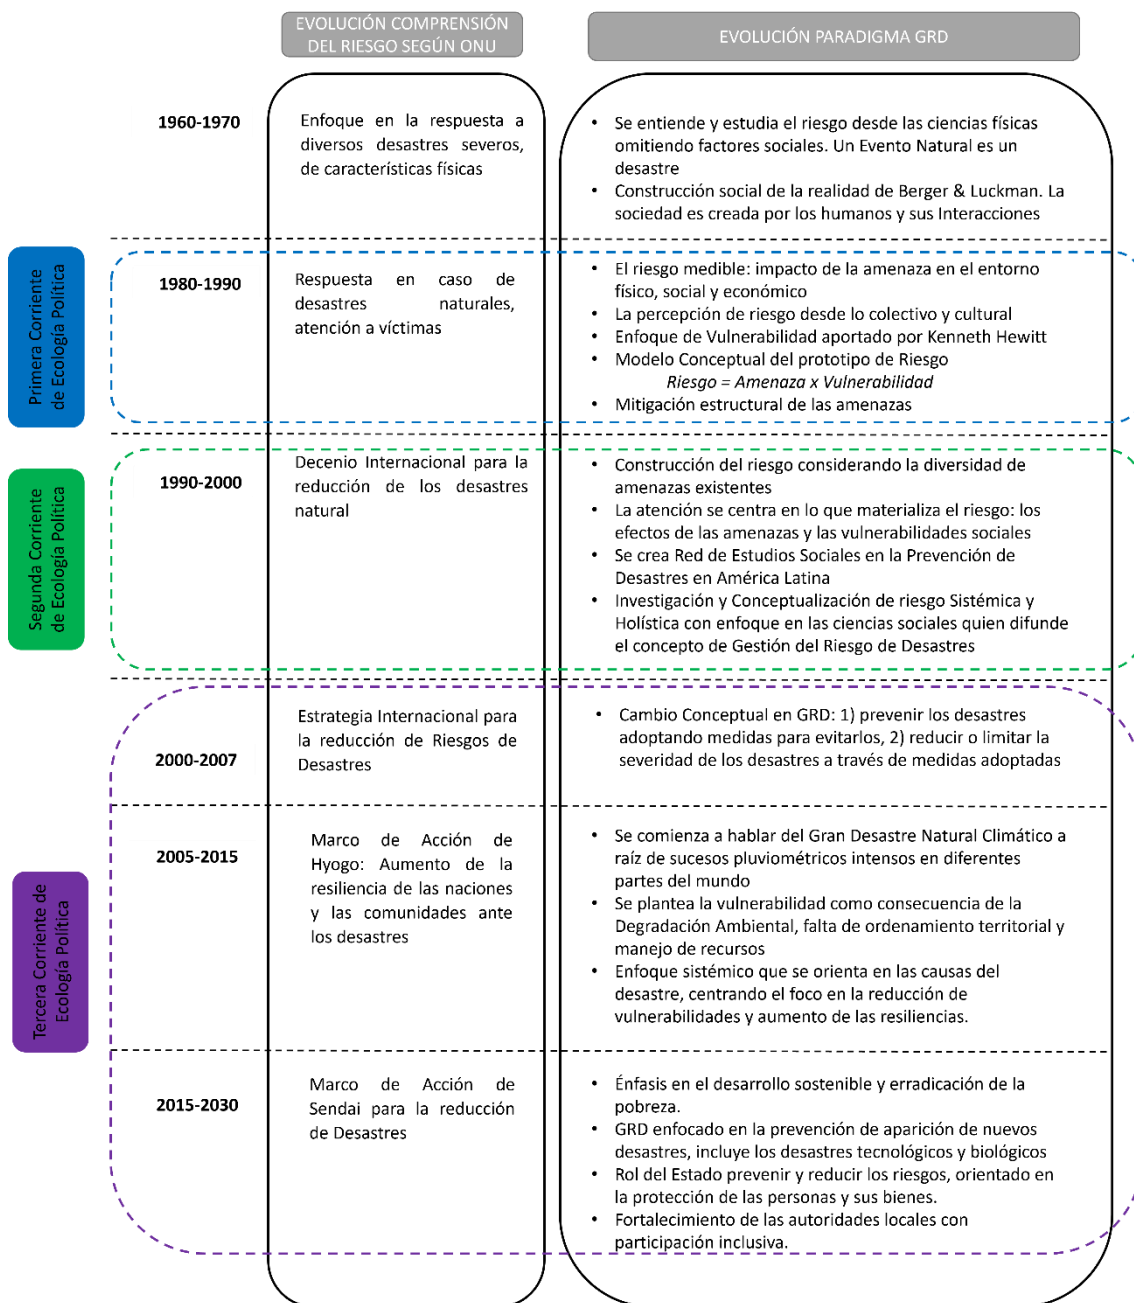 EVOLUCIÓN COMPRENSIÓN
DEL RIESGO SEGÚN ONU
EVOLUCIÓN PARADIGMA GRD
1960-1970
Enfoque en la respuesta a
diversos desastres severos,
de características físicas
• Se entiende y estudia el riesgo desde las ciencias físicas
omitiendo factores sociales. Un Evento Natural es un
desastre
• Construcción social de la realidad de Berger & Luckman. La
sociedad es creada por los humanos y sus Interacciones
Primera Corriente
de Ecología Política
1980-1990
Respuesta en caso de
desastres naturales,
atención a víctimas
• El riesgo medible: impacto de la amenaza en el entorno
físico, social y económico
• La percepción de riesgo desde lo colectivo y cultural
• Enfoque de Vulnerabilidad aportado por Kenneth Hewitt
• Modelo Conceptual del prototipo de Riesgo
Riesgo = Amenaza x Vulnerabilidad
• Mitigación estructural de las amenazas
Segunda Corriente
de Ecología Política
1990-2000
Decenio Internacional para la
reducción de los desastres
natural
• Construcción del riesgo considerando la diversidad de
amenazas existentes
• La atención se centra en lo que materializa el riesgo: los
efectos de las amenazas y las vulnerabilidades sociales
• Se crea Red de Estudios Sociales en la Prevención de
Desastres en América Latina
• Investigación y Conceptualización de riesgo Sistémica y
Holística con enfoque en las ciencias sociales quien difunde
el concepto de Gestión del Riesgo de Desastres
Tercera Corriente de
Ecología Política
2000-2007
Estrategia Internacional para
la reducción de Riesgos de
Desastres
• Cambio Conceptual en GRD: 1) prevenir los desastres
adoptando medidas para evitarlos, 2) reducir o limitar la
severidad de los desastres a través de medidas adoptadas
2005-2015
Marco de Acción de
Hyogo: Aumento de la
resiliencia de las naciones
y las comunidades ante
los desastres
• Se comienza a hablar del Gran Desastre Natural Climático a
raíz de sucesos pluviométricos intensos en diferentes
partes del mundo
• Se plantea la vulnerabilidad como consecuencia de la
Degradación Ambiental, falta de ordenamiento territorial y
manejo de recursos
• Enfoque sistémico que se orienta en las causas del
desastre, centrando el foco en la reducción de
vulnerabilidades y aumento de las resiliencias.
2015-2030
Marco de Acción de
Sendai para la reducción
de Desastres
• Énfasis en el desarrollo sostenible y erradicación de la
pobreza.
• GRD enfocado en la prevención de aparición de nuevos
desastres, incluye los desastres tecnológicos y biológicos
• Rol del Estado prevenir y reducir los riesgos, orientado en
la protección de las personas y sus bienes.
• Fortalecimiento de las autoridades locales con
participación inclusiva.